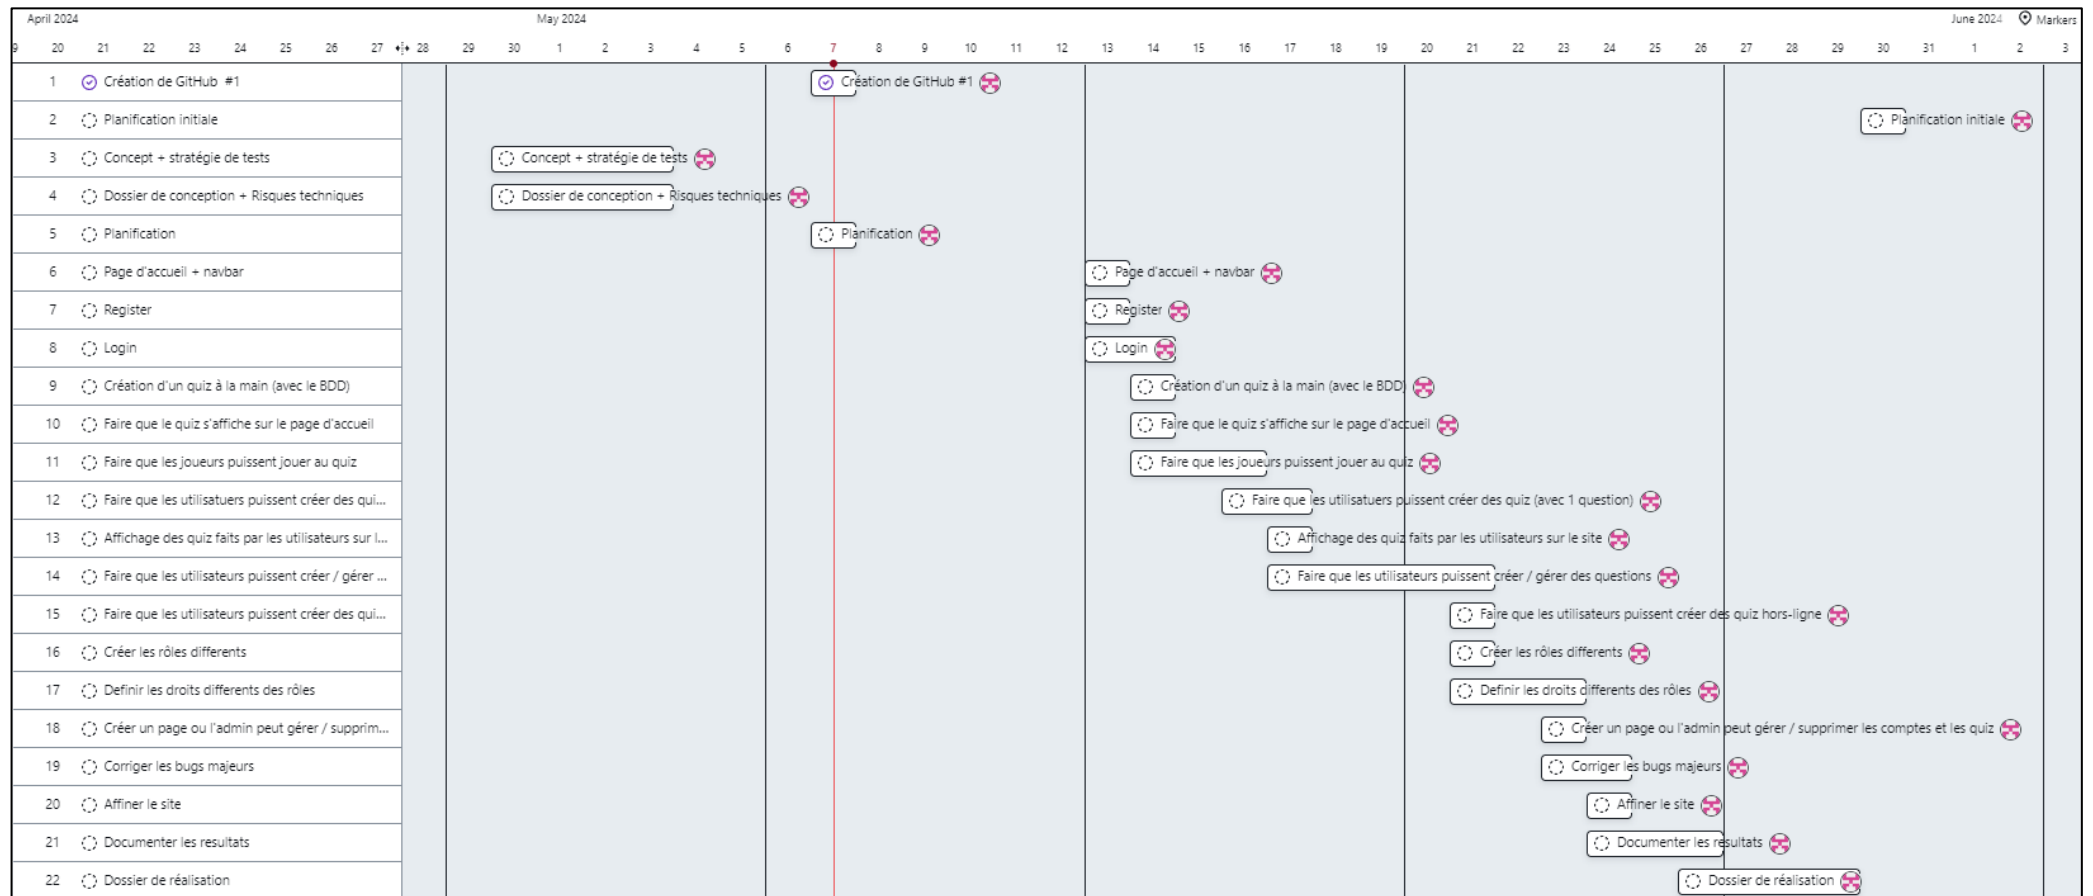 April 2024 May 2024 June 2024 Markers
9 20 21 22 23 24 25 26 27 28 29 30 1 2 3 4 5 6 7 8 9 10 11 12 13 14 15 16 17 18 19 20 21 22 23 24 25 26 27 28 29 30 31 1 2 3
1 Création de GitHub #1 Création de GitHub #1
2 Planification initiale Planification initiale
3 Concept + stratégie de tests Concept + stratégie de tests
4 Dossier de conception + Risques techniques Dossier de conception + Risques techniques
5 Planification Planification
6 Page d'accueil + navbar Page d'accueil + navbar
7 Register Register
8 Login Login
9 Création d'un quiz à la main (avec le BDD) Création d'un quiz à la main (avec le BDD)
10 Faire que le quiz s'affiche sur le page d'accueil Faire que le quiz s'affiche sur le page d'accueil
11 Faire que les joueurs puissent jouer au quiz Faire que les joueurs puissent jouer au quiz
12 Faire que les utilisatuers puissent créer des qui... Faire que les utilisatuers puissent créer des quiz (avec 1 question)
13 Affichage des quiz faits par les utilisateurs sur l... Affichage des quiz faits par les utilisateurs sur le site
14 Faire que les utilisateurs puissent créer / gérer ... Faire que les utilisateurs puissent créer / gérer des questions
15 Faire que les utilisateurs puissent créer des qui... Faire que les utilisateurs puissent créer des quiz hors-ligne
16 Créer les rôles differents Créer les rôles differents
17 Definir les droits differents des rôles Definir les droits differents des rôles
18 Créer un page ou l'admin peut gérer / supprim... Créer un page ou l'admin peut gérer / supprimer les comptes et les quiz
19 Corriger les bugs majeurs Corriger les bugs majeurs
20 Affiner le site Affiner le site
21 Documenter les resultats Documenter les resultats
22 Dossier de réalisation Dossier de réalisation